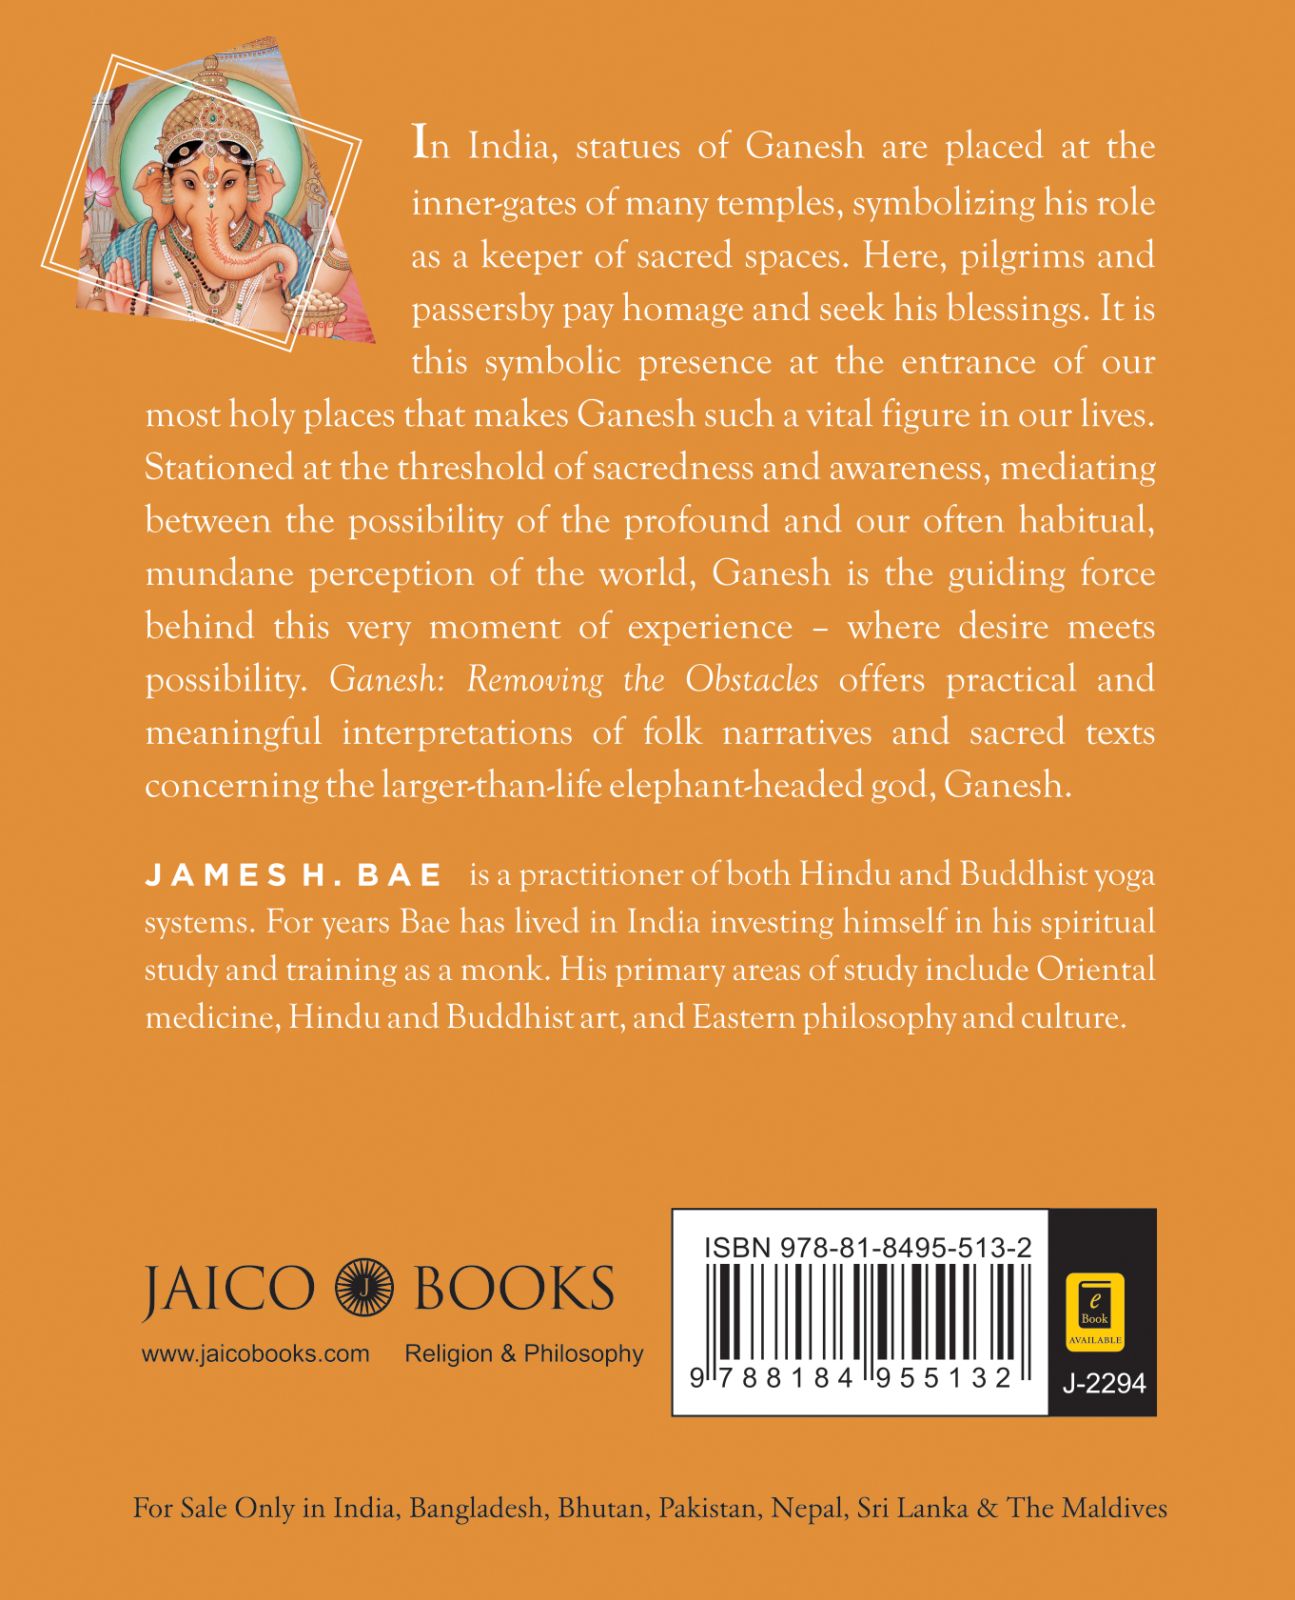 In India, statues of Ganesh are placed at the
inner-gates of many temples, symbolizing his role
as a keeper of sacred spaces. Here, pilgrims and
passersby pay homage and seek his blessings. It is
this symbolic presence at the entrance of our
most holy places that makes Ganesh such a vital figure in our lives.
Stationed at the threshold of sacredness and awareness, mediating
between the possibility of the profound and our often habitual,
mundane perception of the world, Ganesh is the guiding force
behind this very moment of experience – where desire meets
possibility. Ganesh: Removing the Obstacles offers practical and
meaningful interpretations of folk narratives and sacred texts
concerning the larger-than-life elephant-headed god, Ganesh.
JAMES H. BAE is a practitioner of both Hindu and Buddhist yoga
systems. For years Bae has lived in India investing himself in his spiritual
study and training as a monk. His primary areas of study include Oriental
medicine, Hindu and Buddhist art, and Eastern philosophy and culture.
JAICO J BOOKS
www.jaicobooks.com Religion & Philosophy
ISBN 978-81-8495-513-2
9 788184 955132
e
Book
AVAILABLE
J-2294
For Sale Only in India, Bangladesh, Bhutan, Pakistan, Nepal, Sri Lanka & The Maldives